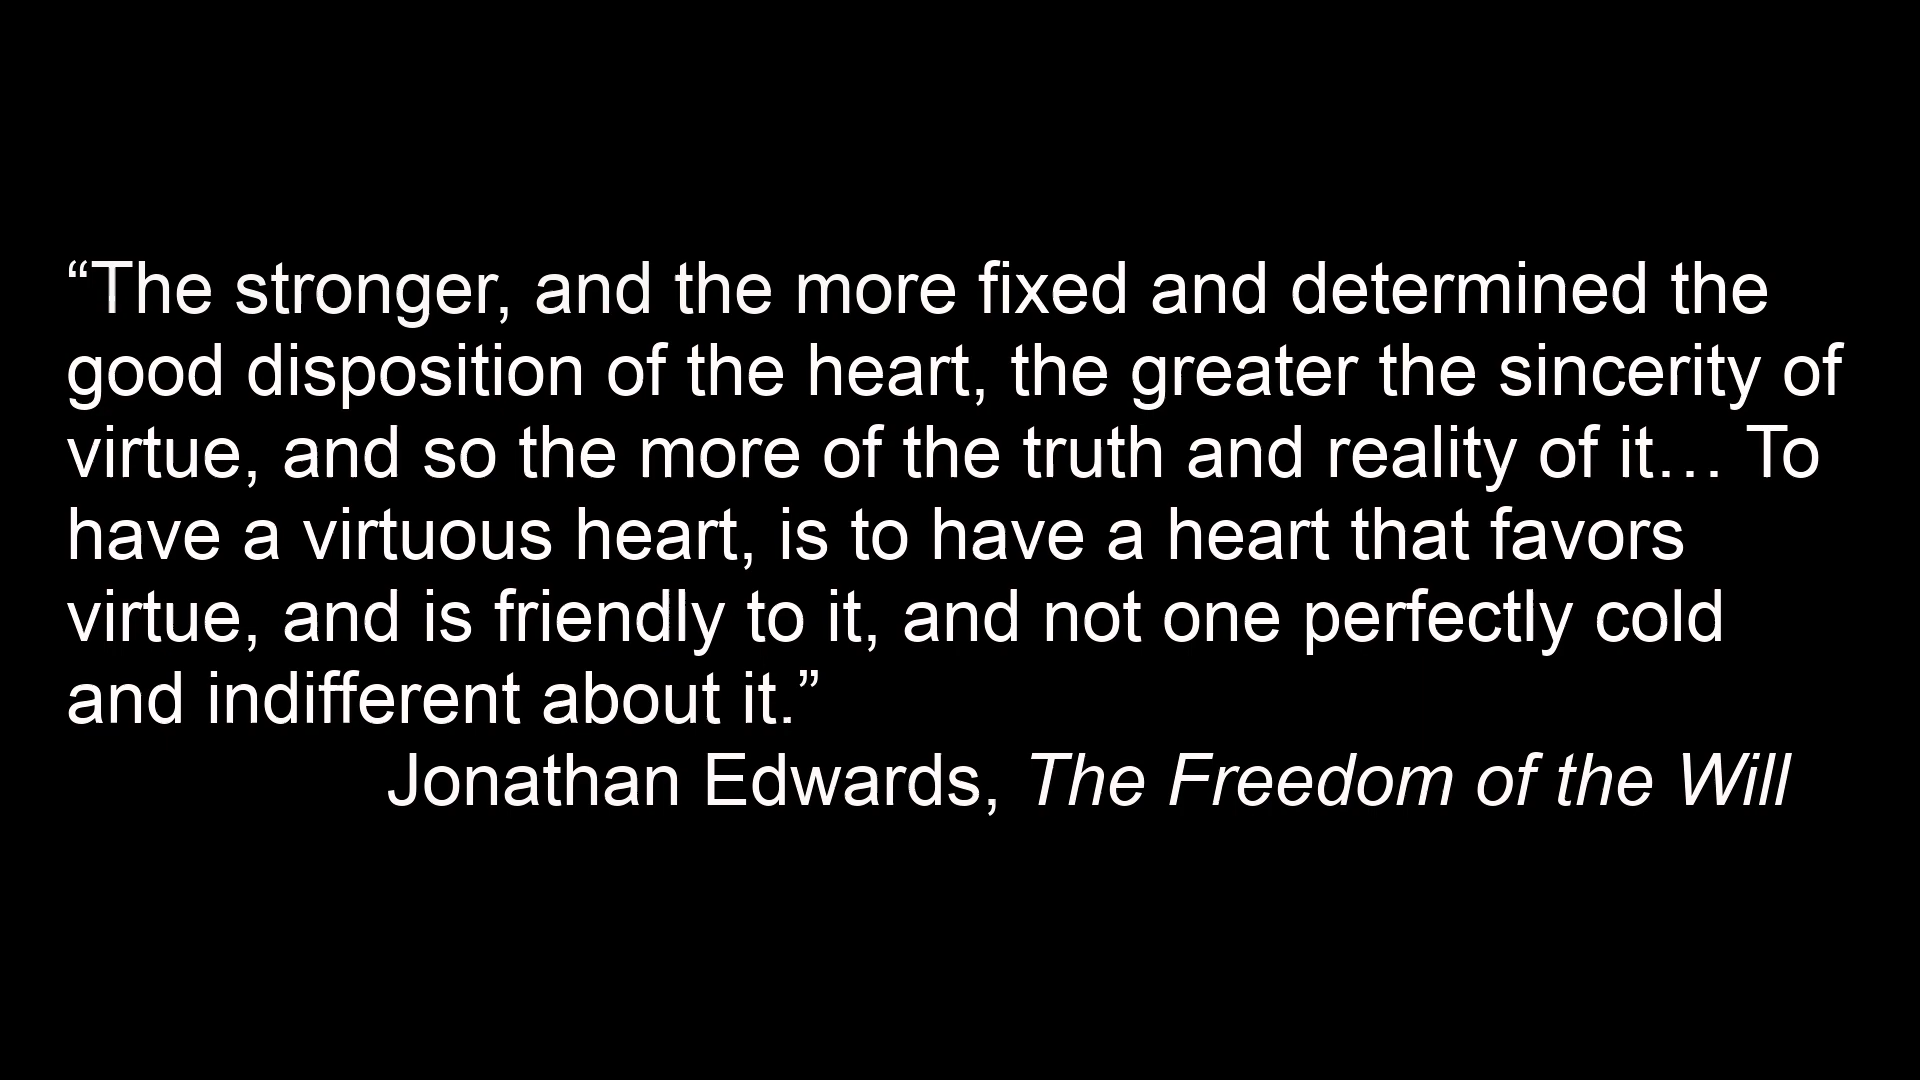 “The stronger, and the more fixed and determined the
good disposition of the heart, the greater the sincerity of
virtue, and so the more of the truth and reality of it… To
have a virtuous heart, is to have a heart that favors
virtue, and is friendly to it, and not one perfectly cold
and indifferent about it.”
Jonathan Edwards, The Freedom of the Will